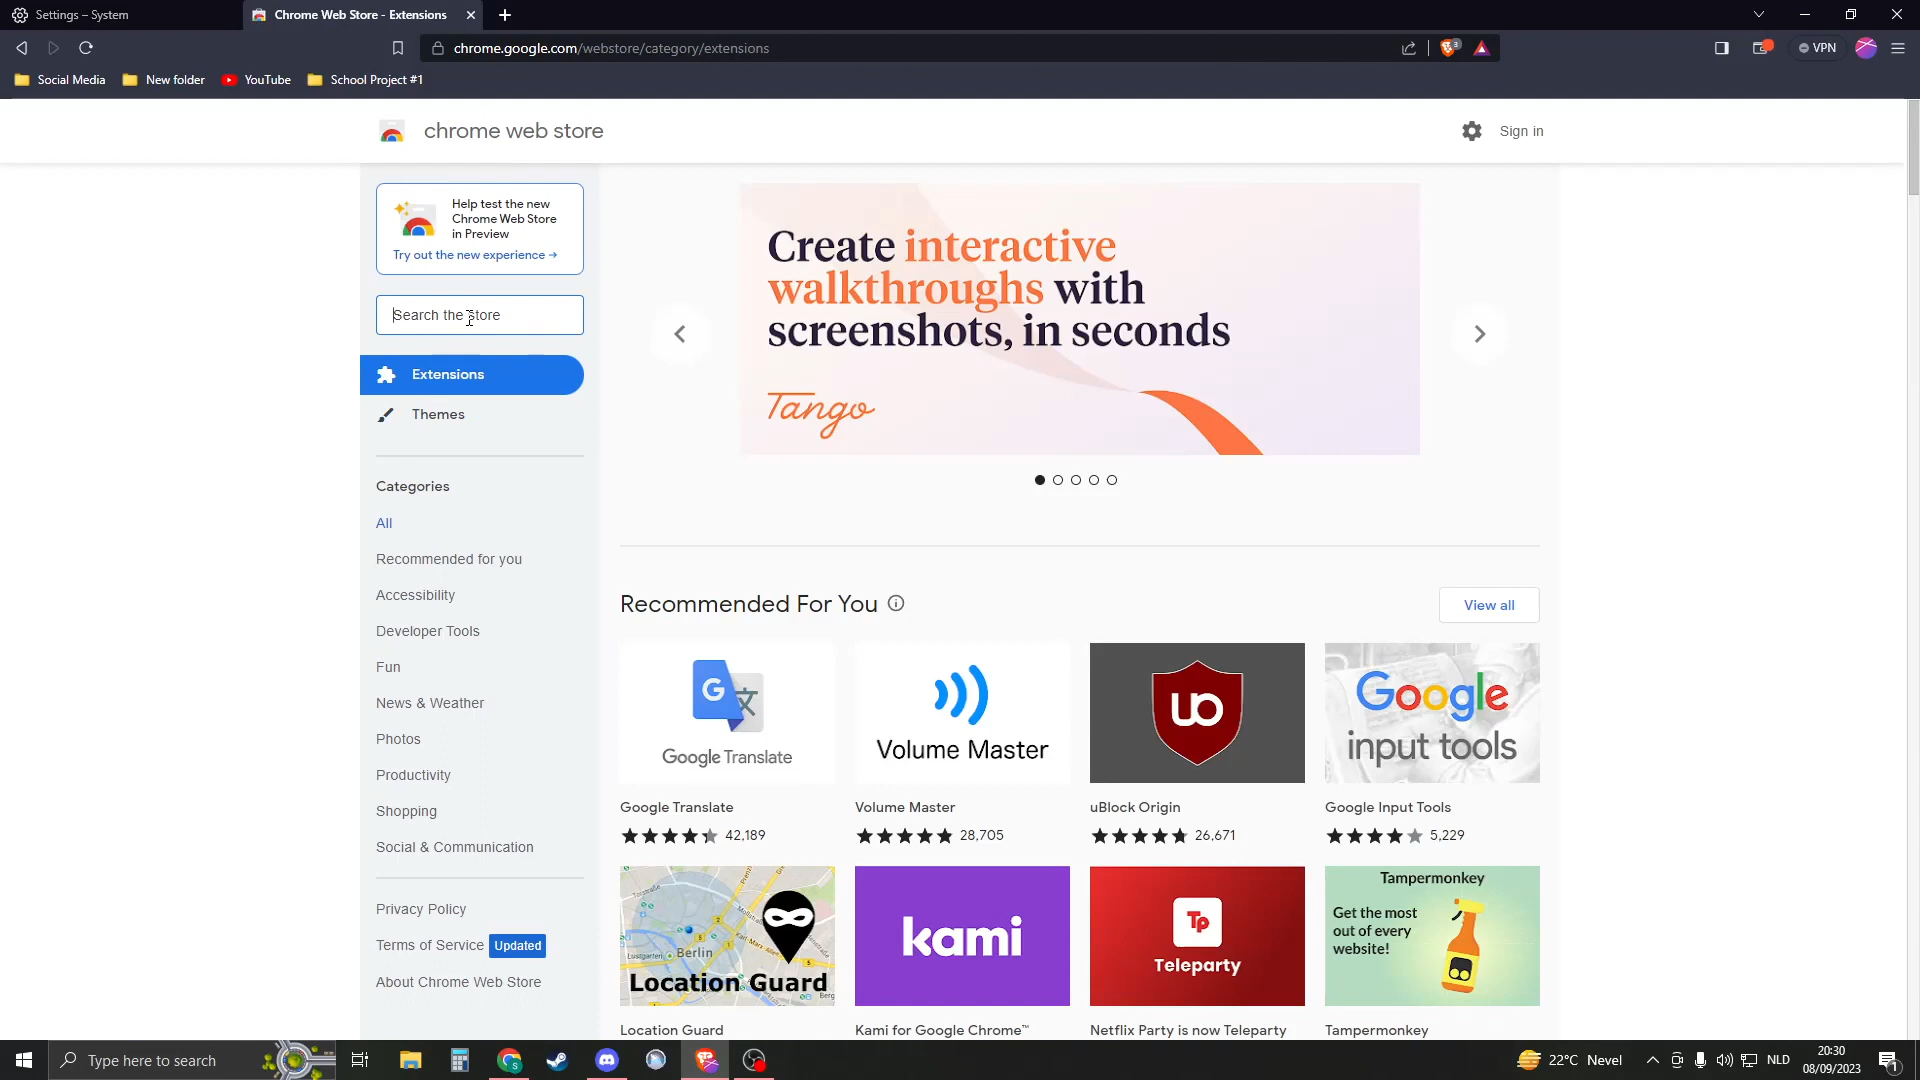 Settings – System
Chrome Web Store - Extensions
chrome.google.com/webstore/category/extensions
3
VPN
Social Media
New folder
YouTube
School Project #1
chrome web store
Sign in
Help test the new
Chrome Web Store
in Preview
Try out the new experience →
Search the store
Extensions
Themes
Categories
All
Recommended for you
Accessibility
Developer Tools
Fun
News & Weather
Photos
Productivity
Shopping
Social & Communication
Privacy Policy
Terms of Service Updated
About Chrome Web Store
Create interactive
walkthroughs with
screenshots, in seconds
Tango
Recommended For You
View all
G
Google Translate
Volume Master
uo
Google
input tools
Google Translate
42,189
Volume Master
28,705
uBlock Origin
26,671
Google Input Tools
5,229
Berlin
Location Guard
kami
Tp
Teleparty
Tampermonkey
Get the most
out of every
website!
Location Guard
Kami for Google Chrome™
Netflix Party is now Teleparty
Tampermonkey
Type here to search
22°C Nevel
NLD
20:30
08/09/2023
1